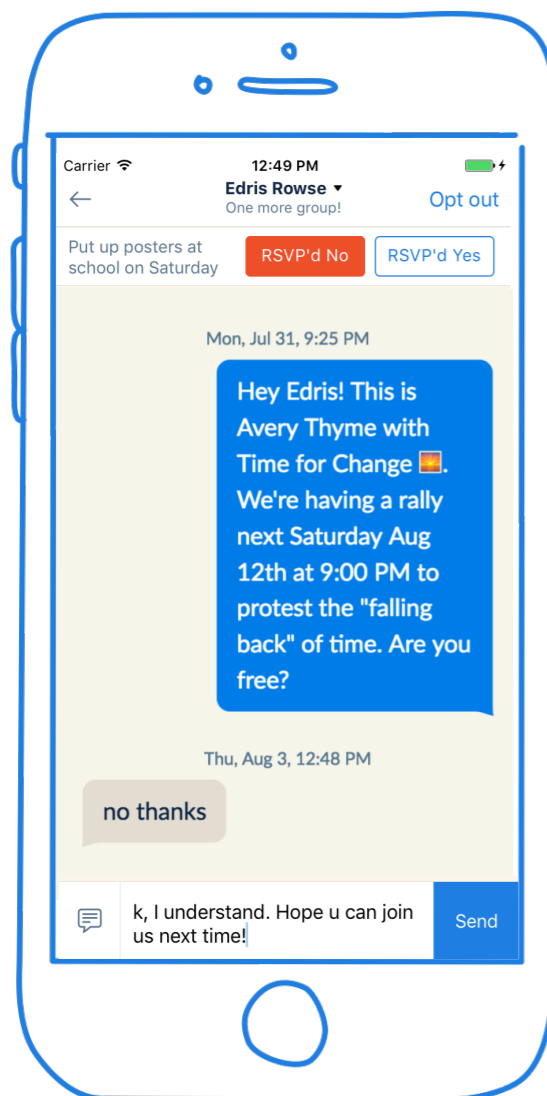 Carrier 12:49 PM
Edris Rowse ▾
One more group!
Opt out
Put up posters at
school on Saturday
RSVP'd No
RSVP'd Yes
Mon, Jul 31, 9:25 PM
Hey Edris! This is
Avery Thyme with
Time for Change 🌅.
We're having a rally
next Saturday Aug
12th at 9:00 PM to
protest the "falling
back" of time. Are you
free?
Thu, Aug 3, 12:48 PM
no thanks
k, I understand. Hope u can join
us next time!
Send